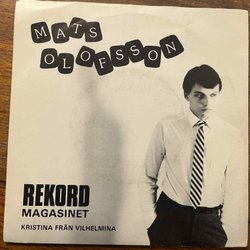 MATS
OLOFSSON
REKORD
MAGASINET
KRISTINA FRÅN VILHELMINA